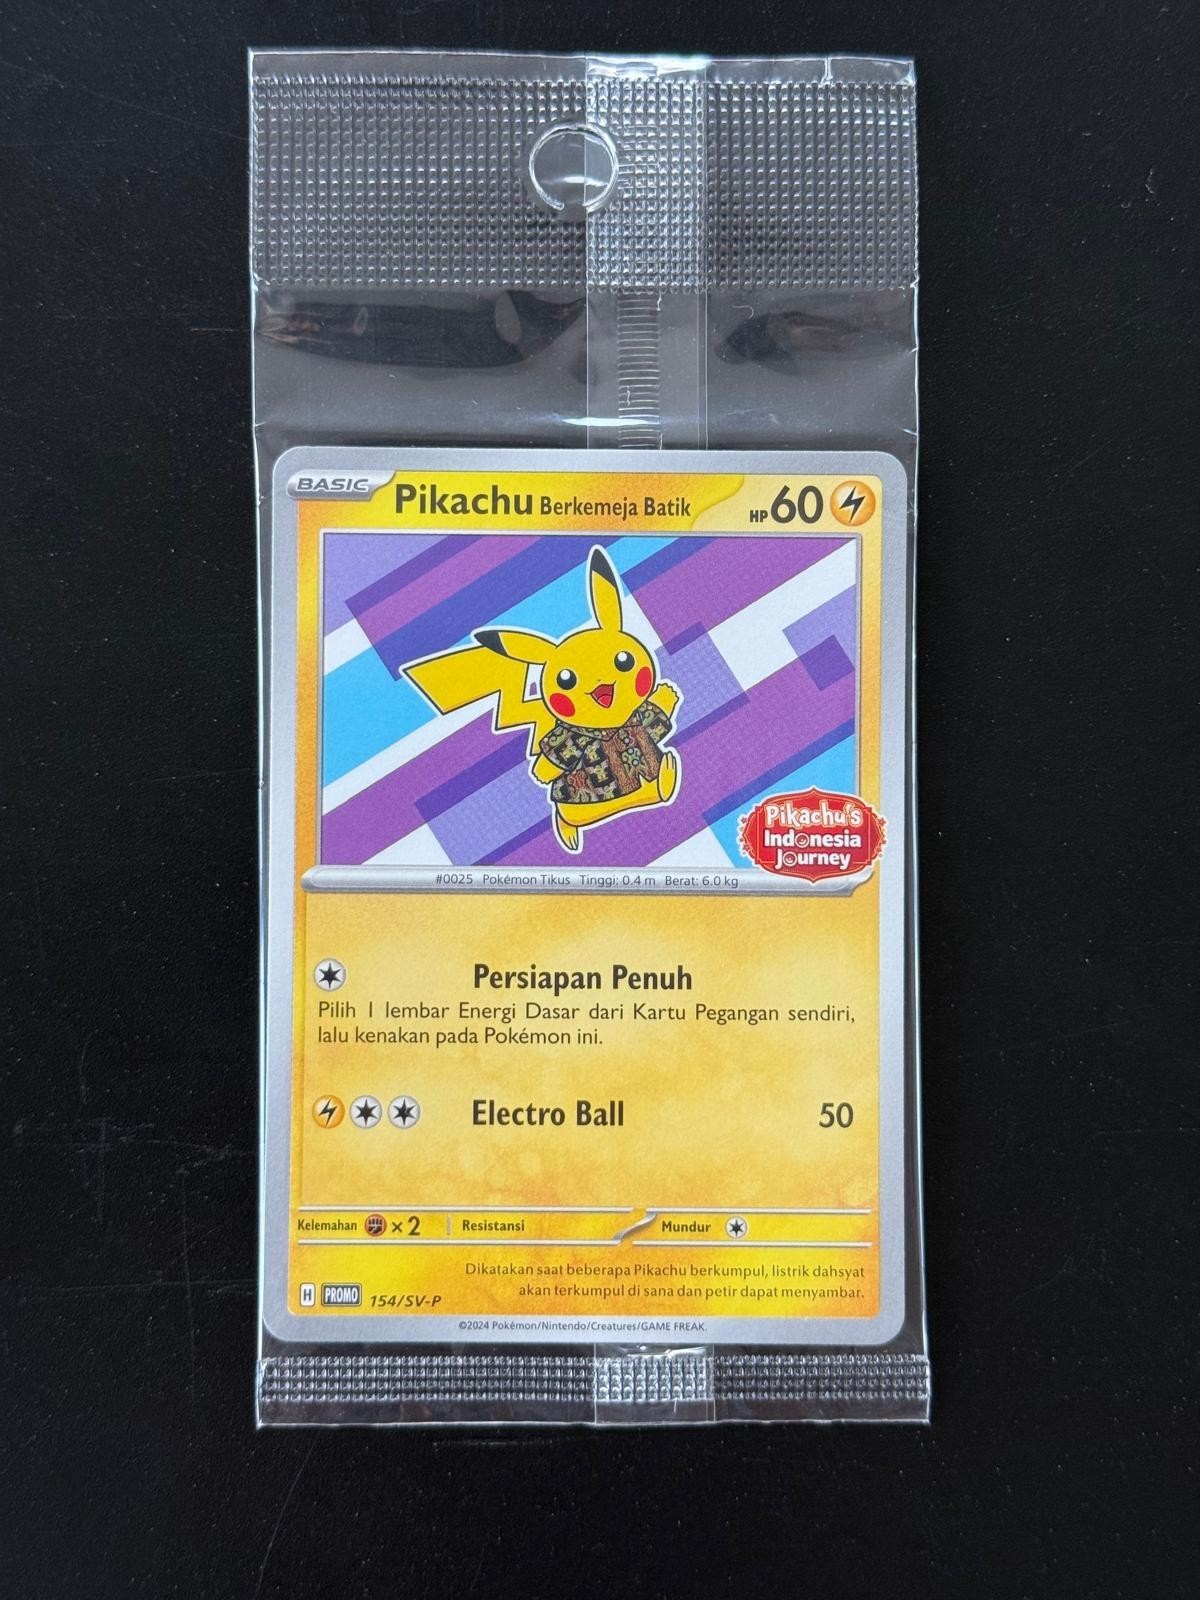 BASIC
Pikachu Berkemeja Batik HP 60
Pikachu's
Indonesia
Journey
#0025 Pokémon Tikus Tinggi: 0.4 m Berat: 6.0 kg
Persiapan Penuh
Pilih 1 lembar Energi Dasar dari Kartu Pegangan sendiri,
lalu kenakan pada Pokémon ini.
Electro Ball 50
Kelemahan ×2 Resistansi Mundur
Dikatakan saat beberapa Pikachu berkumpul, listrik dahsyat
akan terkumpul di sana dan petir dapat menyambar.
H PROMO 154/SV-P
©2024 Pokémon/Nintendo/Creatures/GAME FREAK.